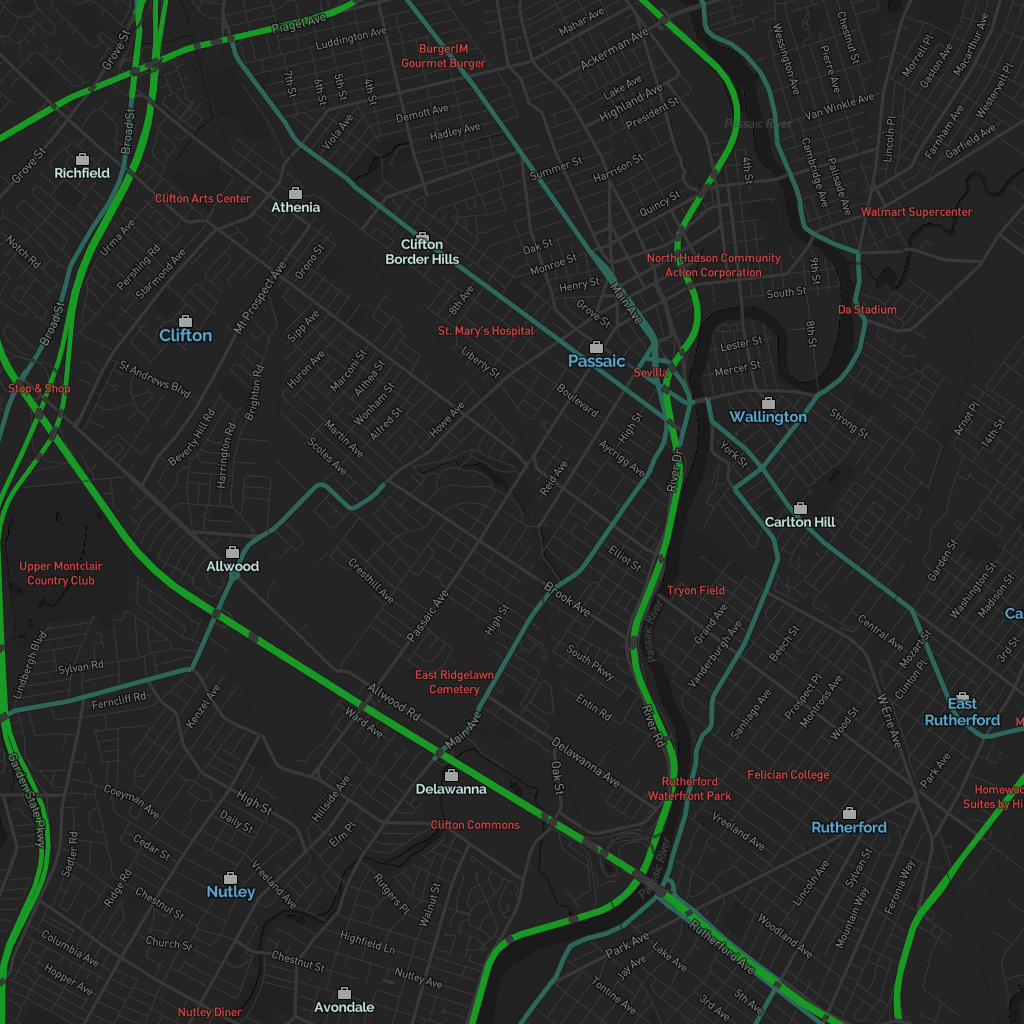 Piaget Ave
Grove St
Luddington Ave
BurgerIM
Gourmet Burger
Mahar Ave
Ackerman Ave
Wessington Ave
Chestnut St
Pierre Ave
Morrell Pl
Gaston Ave
Macarthur Ave
Westervelt Pl
7th St
6th St
5th St
4th St
Lake Ave
Highland Ave
President St
Demott Ave
Hadley Ave
Viola Ave
Broad St
Passaic River
Van Winkle Ave
Lincoln Pl
Farnham Ave
Garfield Ave
Grove St
Richfield
Summer St
Harrison St
4th St
Cambridge Ave
Palisade Ave
Clifton Arts Center
Athenia
Quincy St
Walmart Supercenter
Notch Rd
Urma Ave
Pershing Rd
Starmond Ave
Orono St
Clifton
Border Hills
Oak St
Monroe St
Henry St
North Hudson Community
Action Corporation
9th St
South St
Mt Prospect Ave
8th Ave
Main Ave
Grove St
Da Stadium
Broad St
Clifton
Sipp Ave
St. Mary's Hospital
8th St
Lester St
Mercer St
Liberty St
Passaic
Sevilla
Stop & Shop
St Andrews Blvd
Huron Ave
Marconi St
Althea St
Wonham St
Alfred St
Brighton Rd
Boulevard
High St
Wallington
Strong St
Arnot Pl
14th St
Beverly Hill Rd
Harrington Rd
Martin Ave
Scoles Ave
Howe Ave
Aycrigg Ave
Reid Ave
River Dr
York St
Carlton Hill
Upper Montclair
Country Club
Allwood
Cresthill Ave
Elliot St
Brook Ave
Tryon Field
Garden St
Washington St
Madison St
Ca
Passaic Ave
High St
Passaic River
Grand Ave
Vanderburgh Ave
Beech St
Central Ave
Mozart St
Clinton Pl
3rd St
Lindbergh Blvd
Sylvan Rd
Ferncliff Rd
Kenzel Ave
East Ridgelawn
Cemetery
South Pkwy
Entin Rd
Allwood Rd
Ward Ave
Main Ave
River Rd
Santiago Ave
Prospect Pl
Montross Ave
Wood St
W Erie Ave
East
Rutherford
M
Garden State Pkwy
Delawanna Ave
Oak St
Delawanna
Rutherford
Waterfront Park
Felician College
Park Ave
Homewoo
Suites by Hi
Coeyman Ave
High St
Daily St
Hillside Ave
Elm Pl
Clifton Commons
Vreeland Ave
Rutherford
Sadler Rd
Cedar St
Ridge Rd
Chestnut St
Nutley
Vreeland Ave
Rutgers Pl
Walnut St
Passaic River
Lincoln Ave
Sylvan St
Mountain Way
Feronia Way
Columbia Ave
Hopper Ave
Church St
Chestnut St
Highfield Ln
Nutley Ave
Park Ave
Jay Ave
Lake Ave
Tontine Ave
Rutherford Ave
Woodland Ave
3rd Ave
5th Ave
Nutley Diner
Avondale